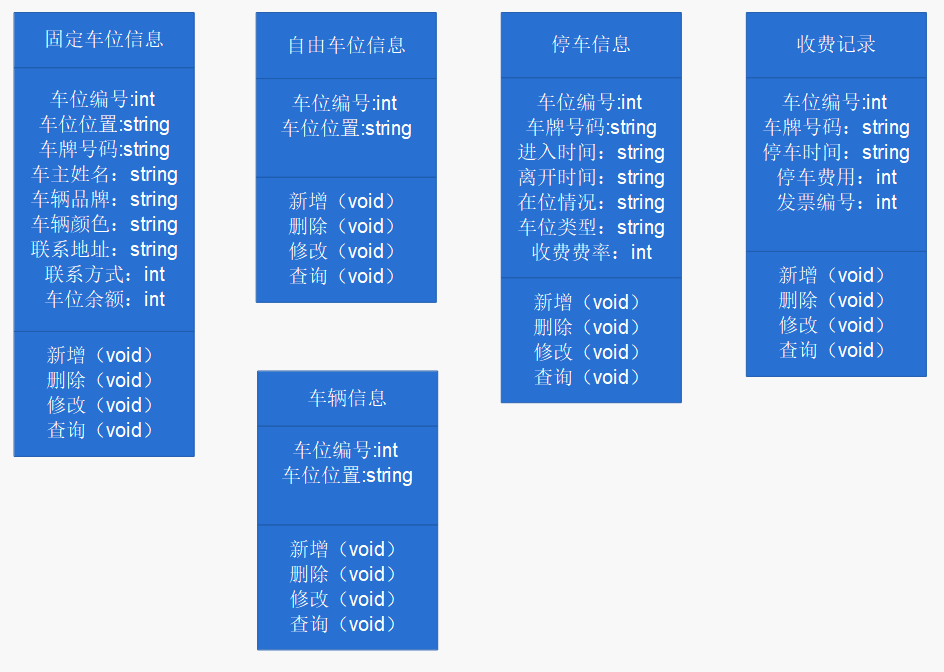 固定车位信息
车位编号:int
车位位置:string
车牌号码:string
车主姓名：string
车辆品牌：string
车辆颜色：string
联系地址：string
联系方式：int
车位余额：int
新增（void）
删除（void）
修改（void）
查询（void）
自由车位信息
车位编号:int
车位位置:string
新增（void）
删除（void）
修改（void）
查询（void）
车辆信息
车位编号:int
车位位置:string
新增（void）
删除（void）
修改（void）
查询（void）
停车信息
车位编号:int
车牌号码:string
进入时间：string
离开时间：string
在位情况：string
车位类型：string
收费费率：int
新增（void）
删除（void）
修改（void）
查询（void）
收费记录
车位编号:int
车牌号码：string
停车时间：string
停车费用：int
发票编号：int
新增（void）
删除（void）
修改（void）
查询（void）